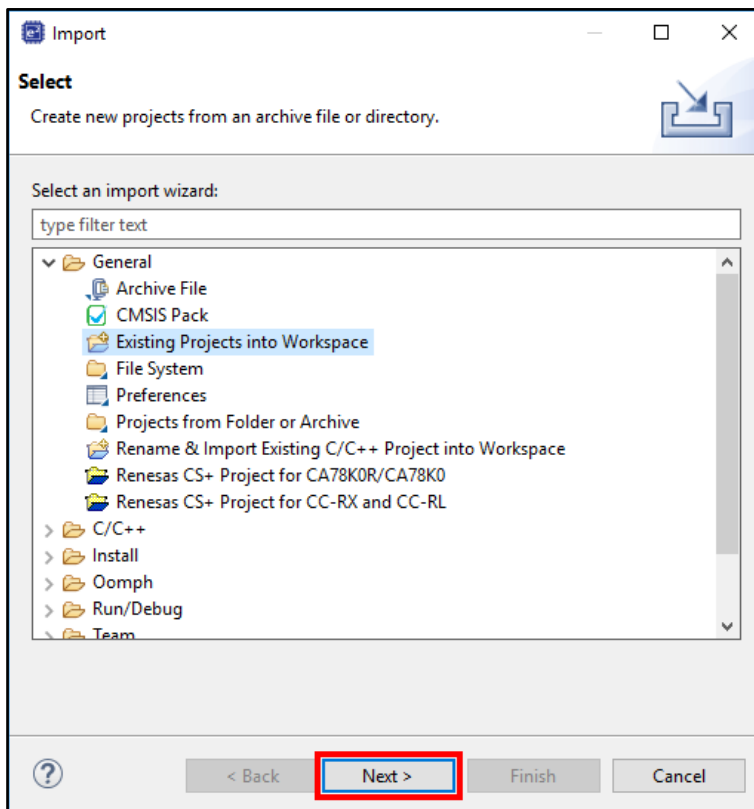 Import
Select
Create new projects from an archive file or directory.
Select an import wizard:
type filter text
General
Archive File
CMSIS Pack
Existing Projects into Workspace
File System
Preferences
Projects from Folder or Archive
Rename & Import Existing C/C++ Project into Workspace
Renesas CS+ Project for CA78K0R/CA78K0
Renesas CS+ Project for CC-RX and CC-RL
C/C++
Install
Oomph
Run/Debug
Team
< Back Next > Finish Cancel